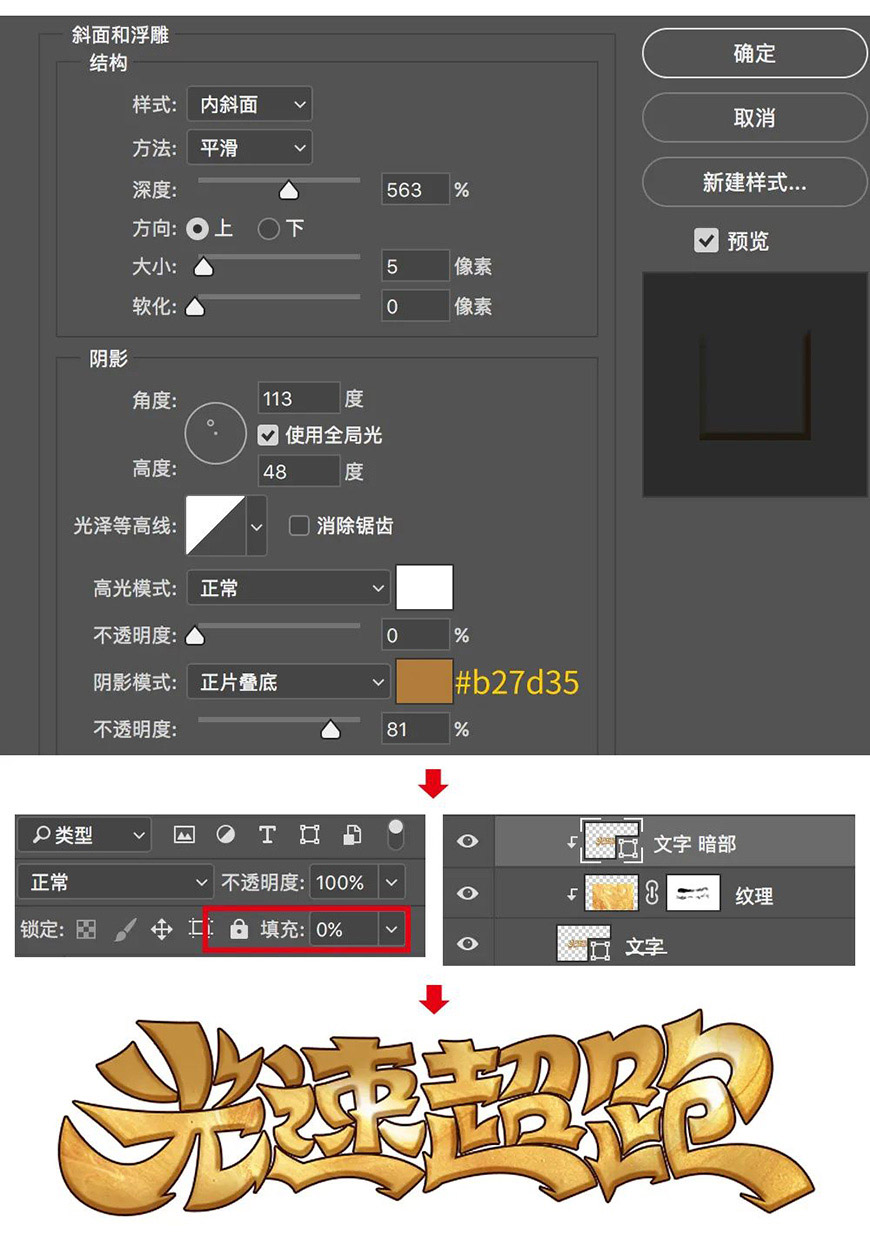 斜面和浮雕
结构
样式: 内斜面
方法: 平滑
深度: 563 %
方向: 上 下
大小: 5 像素
软化: 0 像素
阴影
角度: 113 度
使用全局光
高度: 48 度
光泽等高线: 消除锯齿
高光模式: 正常
不透明度: 0 %
阴影模式: 正片叠底 #b27d35
不透明度: 81 %
确定
取消
新建样式...
预览
类型
正常 不透明度: 100%
锁定: 填充: 0%
文字 暗部
纹理
文字
光速超跑